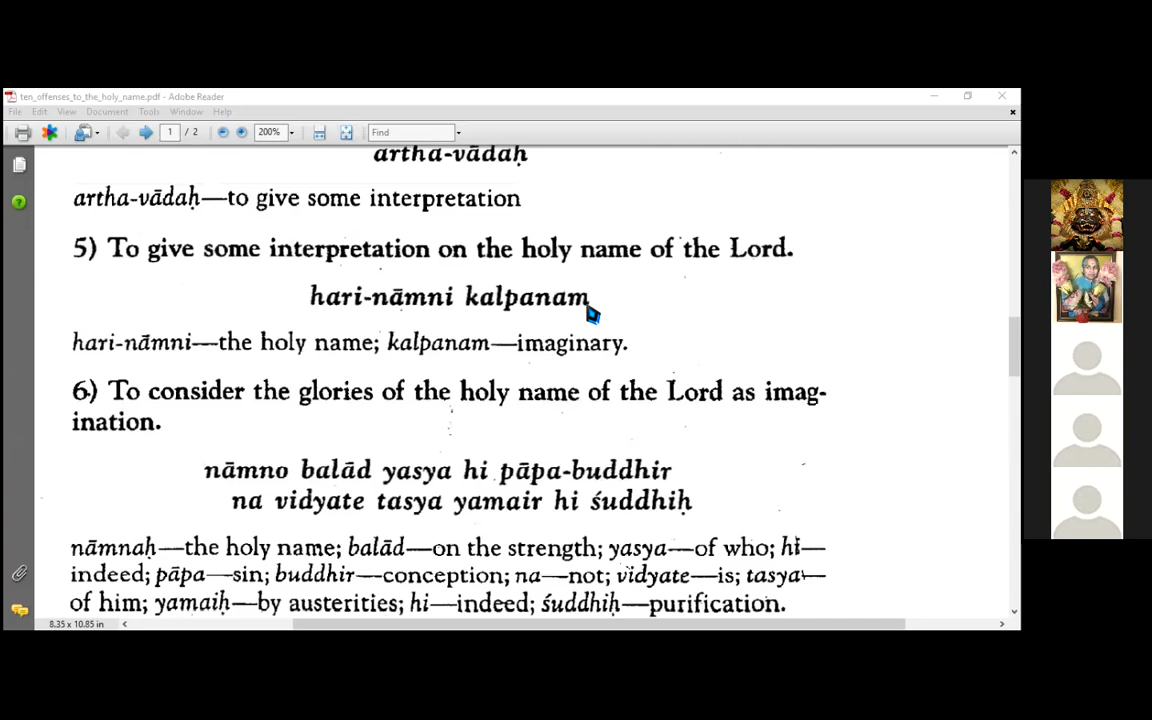 ten_offenses_to_the_holy_name.pdf - Adobe Reader
File Edit View Document Tools Window Help
1 / 2 200% Find
artha-vādaḥ
artha-vādaḥ—to give some interpretation
5) To give some interpretation on the holy name of the Lord.
hari-nāmni kalpanam
hari-nāmni—the holy name; kalpanam—imaginary.
6) To consider the glories of the holy name of the Lord as imag-
ination.
nāmno balād yasya hi pāpa-buddhir
na vidyate tasya yamair hi śuddhiḥ
nāmnaḥ—the holy name; balād—on the strength; yasya—of who; hi—
indeed; pāpa—sin; buddhir—conception; na—not; vidyate—is; tasya—
of him; yamaiḥ—by austerities; hi—indeed; śuddhiḥ—purification.
8.35 x 10.85 in